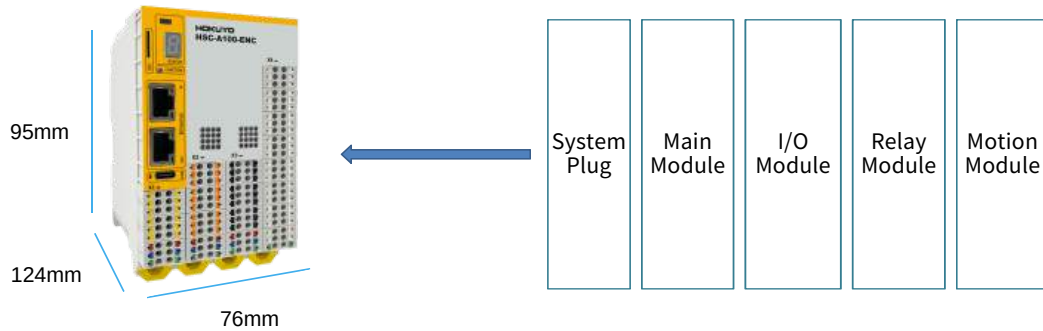 HOKUYO
HSC-A100-ENC
95mm
124mm
76mm
System
Plug
Main
Module
I/O
Module
Relay
Module
Motion
Module